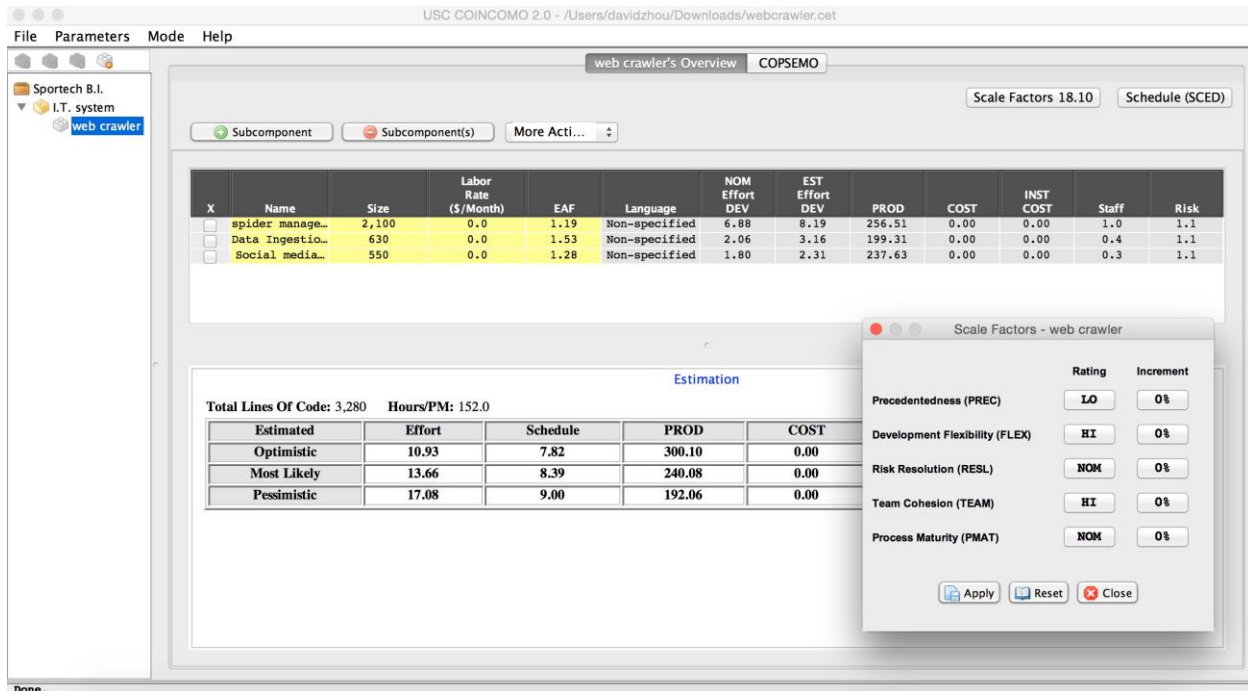 USC COINCOMO 2.0 - /Users/davidzhou/Downloads/webcrawler.cet
File Parameters Mode Help
web crawler's Overview COPSEMO
Sportech B.I.
I.T. system
web crawler
Scale Factors 18.10 Schedule (SCED)
Subcomponent Subcomponent(s) More Acti...
X Name Size Labor Rate ($/Month) EAF Language NOM Effort DEV EST Effort DEV PROD COST INST COST Staff Risk
spider manage... 2,100 0.0 1.19 Non-specified 6.88 8.19 256.51 0.00 0.00 1.0 1.1
Data Ingestio... 630 0.0 1.53 Non-specified 2.06 3.16 199.31 0.00 0.00 0.4 1.1
Social media... 550 0.0 1.28 Non-specified 1.80 2.31 237.63 0.00 0.00 0.3 1.1
Estimation
Total Lines Of Code: 3,280 Hours/PM: 152.0
Estimated Effort Schedule PROD COST
Optimistic 10.93 7.82 300.10 0.00
Most Likely 13.66 8.39 240.08 0.00
Pessimistic 17.08 9.00 192.06 0.00
Scale Factors - web crawler
Rating Increment
Precedentedness (PREC) LO 0%
Development Flexibility (FLEX) HI 0%
Risk Resolution (RESL) NOM 0%
Team Cohesion (TEAM) HI 0%
Process Maturity (PMAT) NOM 0%
Apply Reset Close
Done.